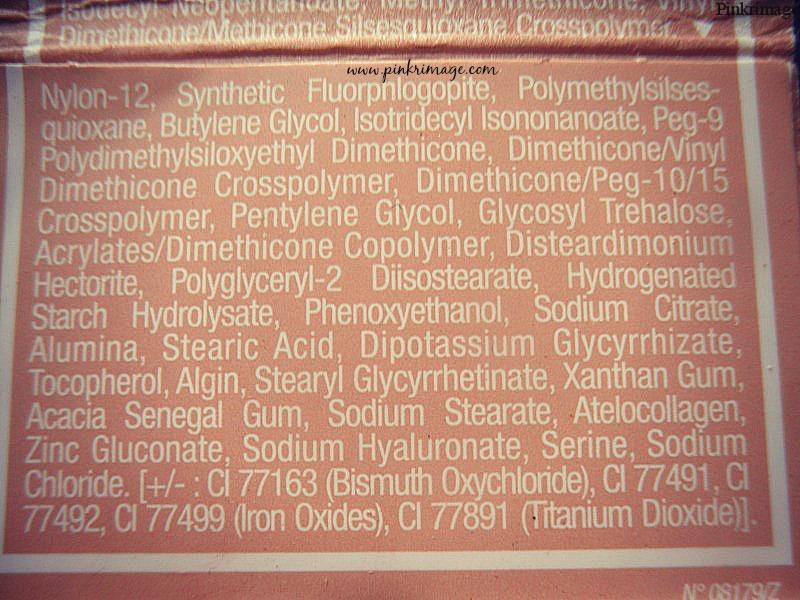 Pinkrimage
Isodecyl Neopentanoate,
Dimethicone/Methicone Silsesquioxane Crosspolymer,
www.pinkrimage.com
Nylon-12, Synthetic Fluorphlogopite, Polymethylsilses-
quioxane, Butylene Glycol, Isotridecyl Isononanoate, Peg-9
Polydimethylsiloxyethyl Dimethicone, Dimethicone/Vinyl
Dimethicone Crosspolymer, Dimethicone/Peg-10/15
Crosspolymer, Pentylene Glycol, Glycosyl Trehalose,
Acrylates/Dimethicone Copolymer, Disteardimonium
Hectorite, Polyglyceryl-2 Diisostearate, Hydrogenated
Starch Hydrolysate, Phenoxyethanol, Sodium Citrate,
Alumina, Stearic Acid, Dipotassium Glycyrrhizate,
Tocopherol, Algin, Stearyl Glycyrrhetinate, Xanthan Gum,
Acacia Senegal Gum, Sodium Stearate, Atelocollagen,
Zinc Gluconate, Sodium Hyaluronate, Serine, Sodium
Chloride. [+/- : CI 77163 (Bismuth Oxychloride), CI 77491, CI
77492, CI 77499 (Iron Oxides), CI 77891 (Titanium Dioxide)].
N° 08179/Z